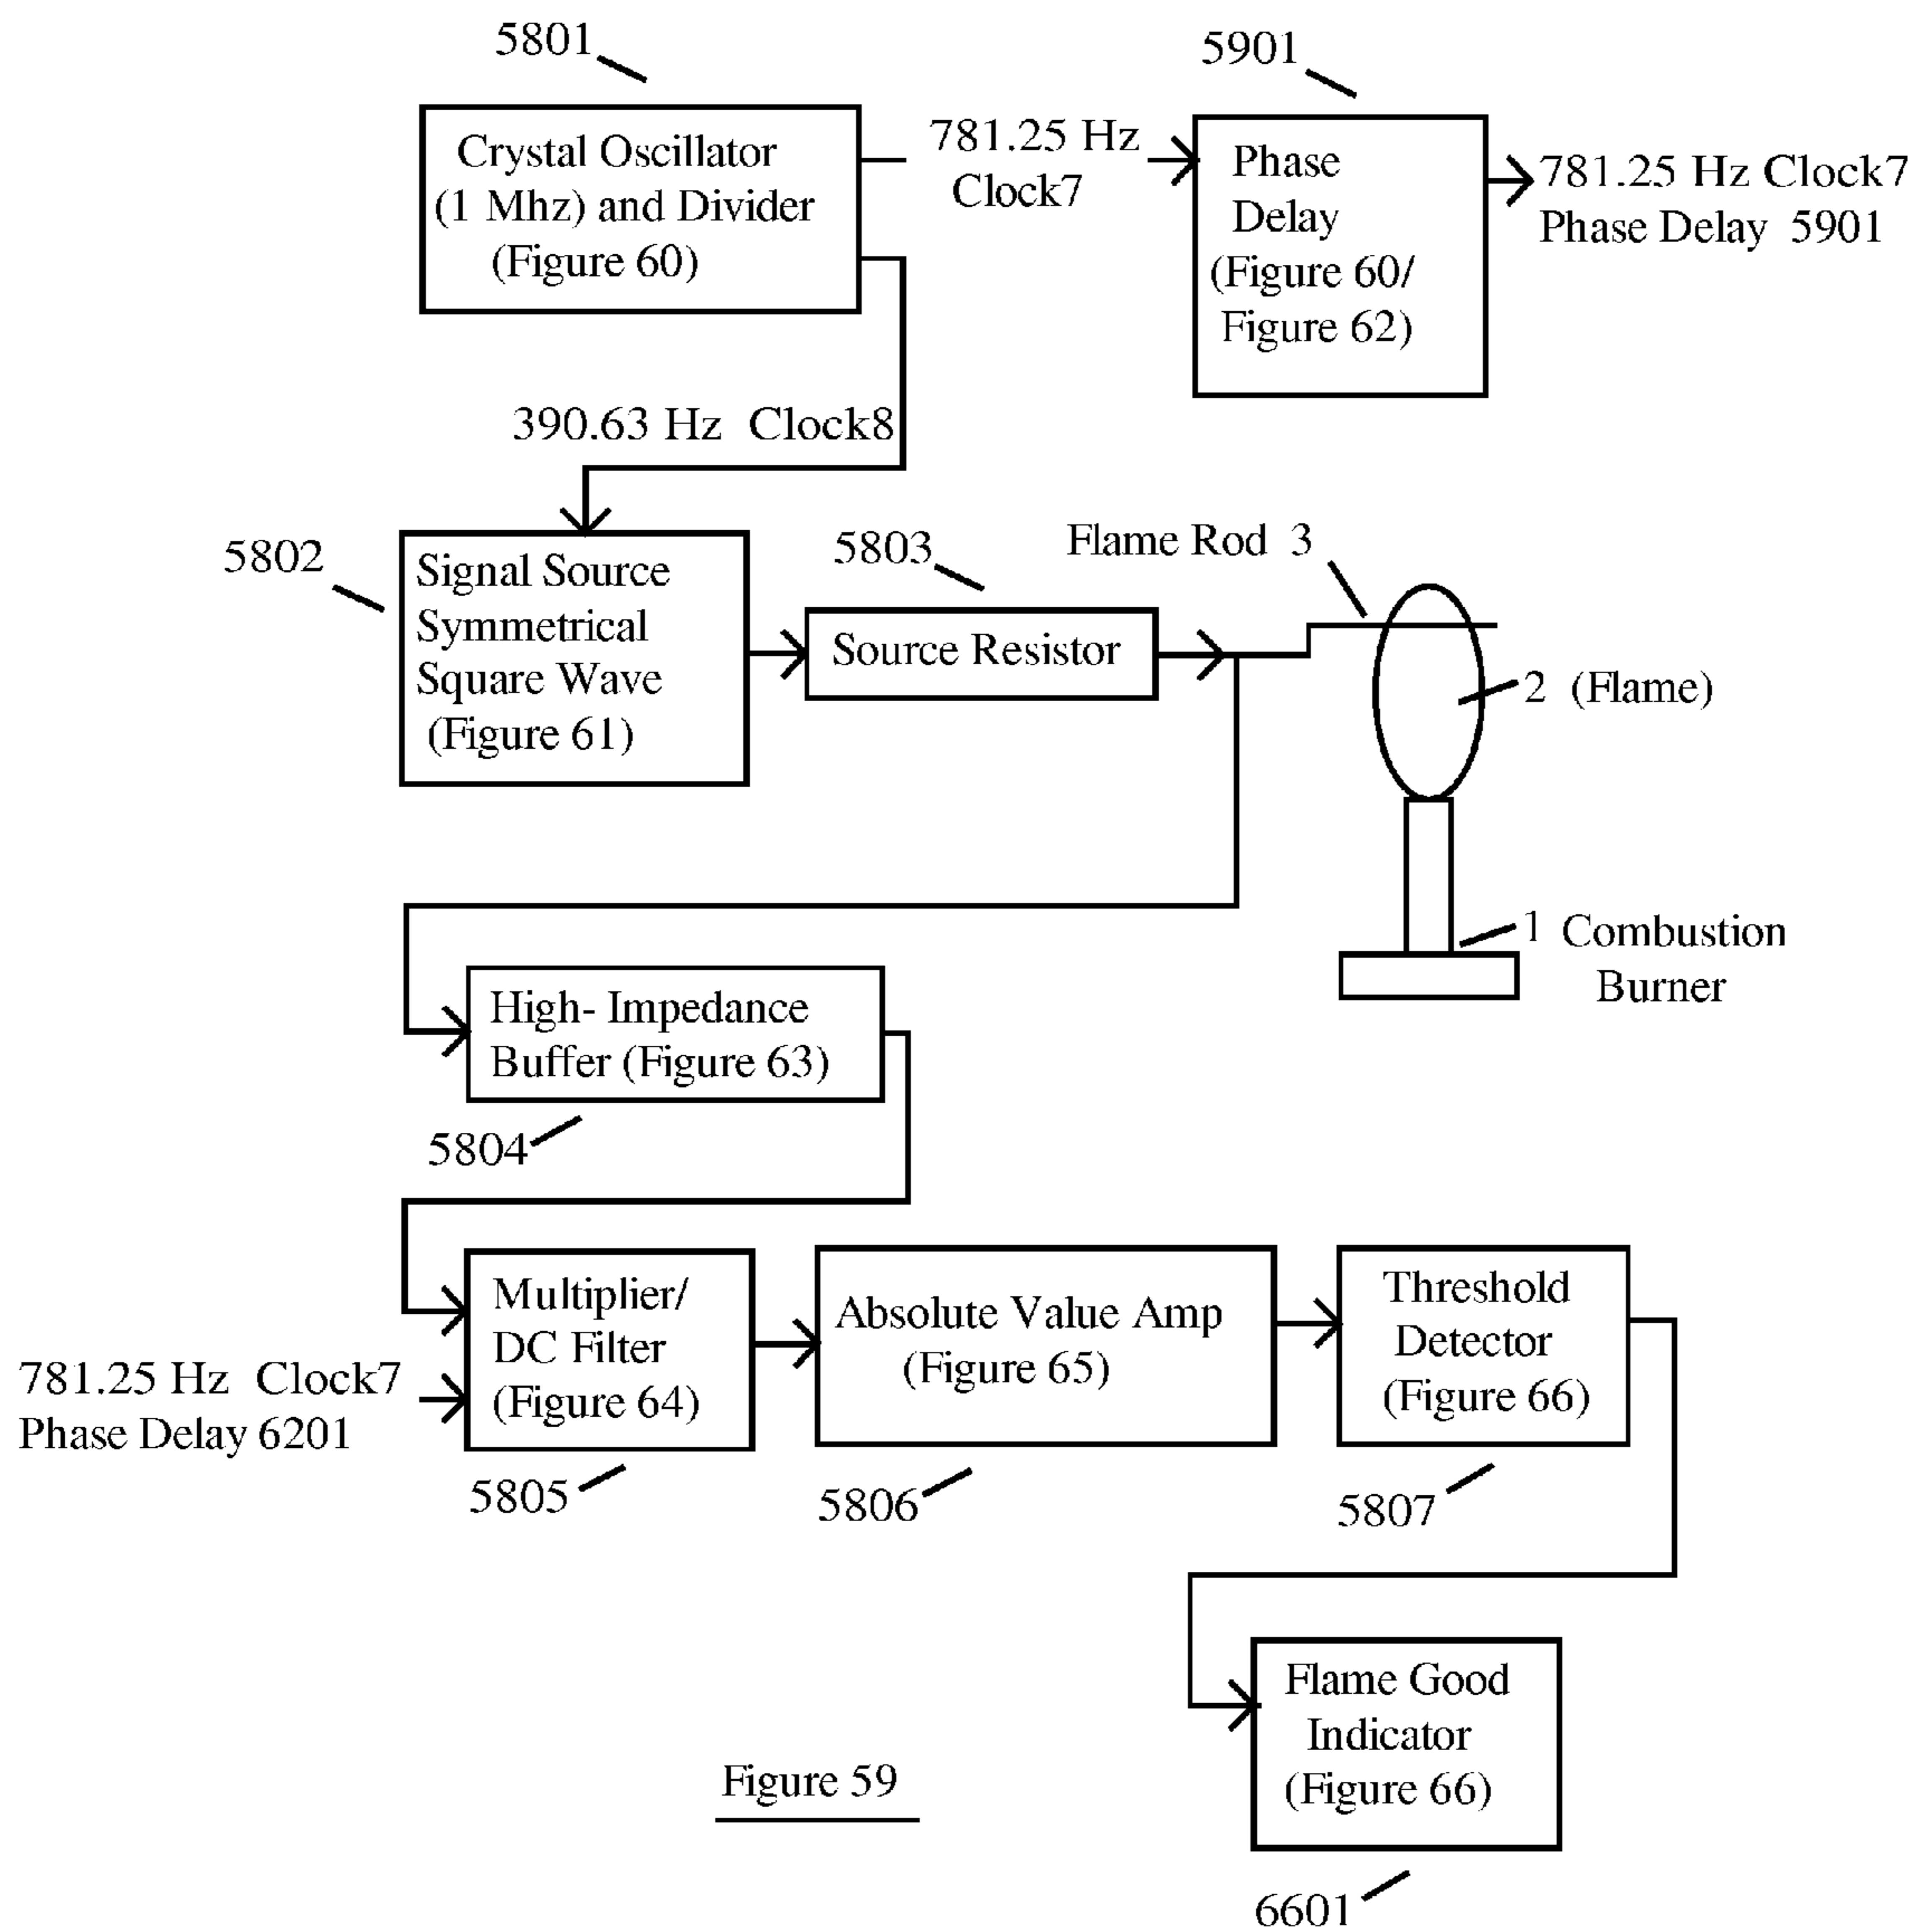 5801
5901
Crystal Oscillator
(1 Mhz) and Divider
(Figure 60)
781.25 Hz
Clock7
Phase
Delay
(Figure 60/
Figure 62)
781.25 Hz Clock7
Phase Delay 5901
390.63 Hz Clock8
5802
Signal Source
Symmetrical
Square Wave
(Figure 61)
5803
Source Resistor
Flame Rod 3
2 (Flame)
1 Combustion
Burner
High- Impedance
Buffer (Figure 63)
5804
781.25 Hz Clock7
Phase Delay 6201
Multiplier/
DC Filter
(Figure 64)
5805
Absolute Value Amp
(Figure 65)
5806
Threshold
Detector
(Figure 66)
5807
Flame Good
Indicator
(Figure 66)
6601
Figure 59